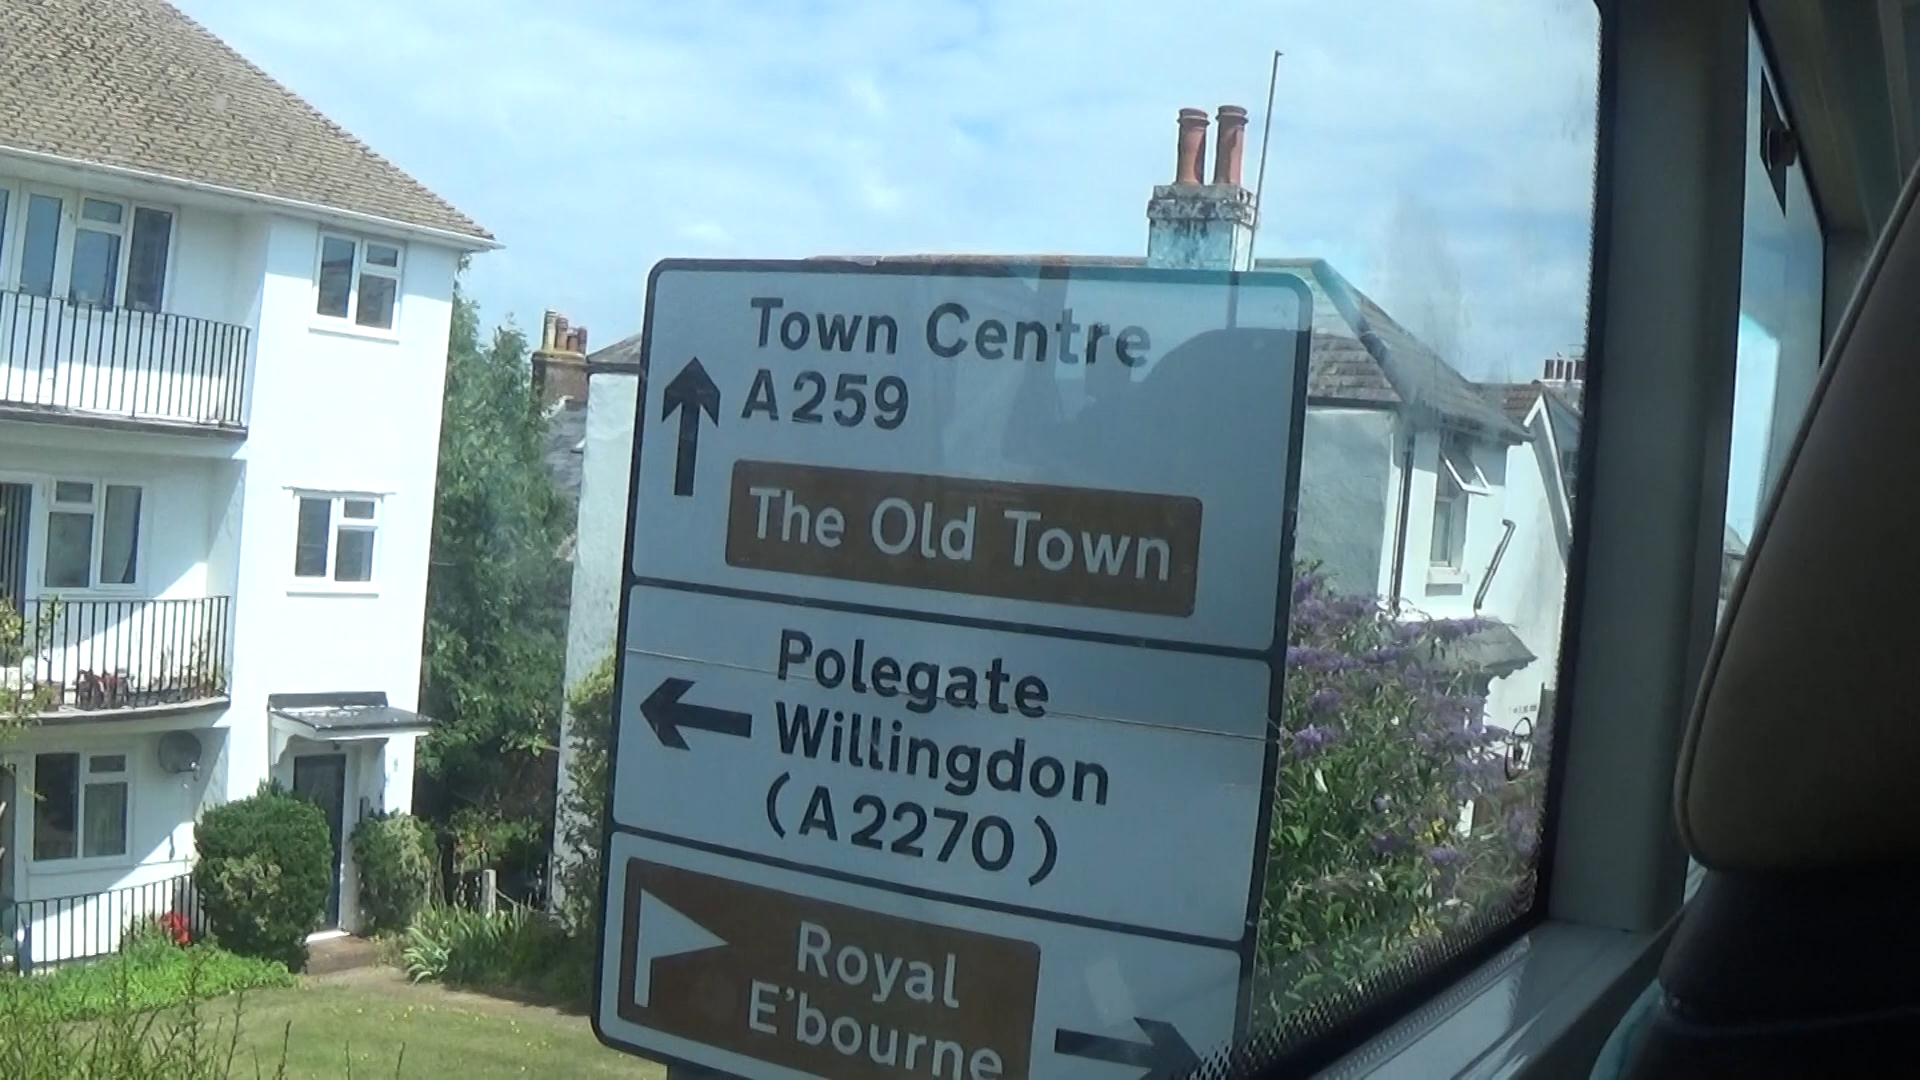 Town Centre
A259
The Old Town
Polegate
Willingdon
(A2270)
Royal
E'bourne